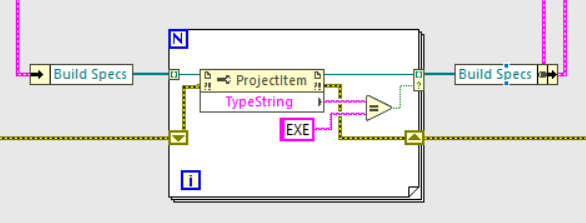 N
Build Specs
ProjectItem
Build Specs
?!
?!
TypeString
?
=
EXE
i